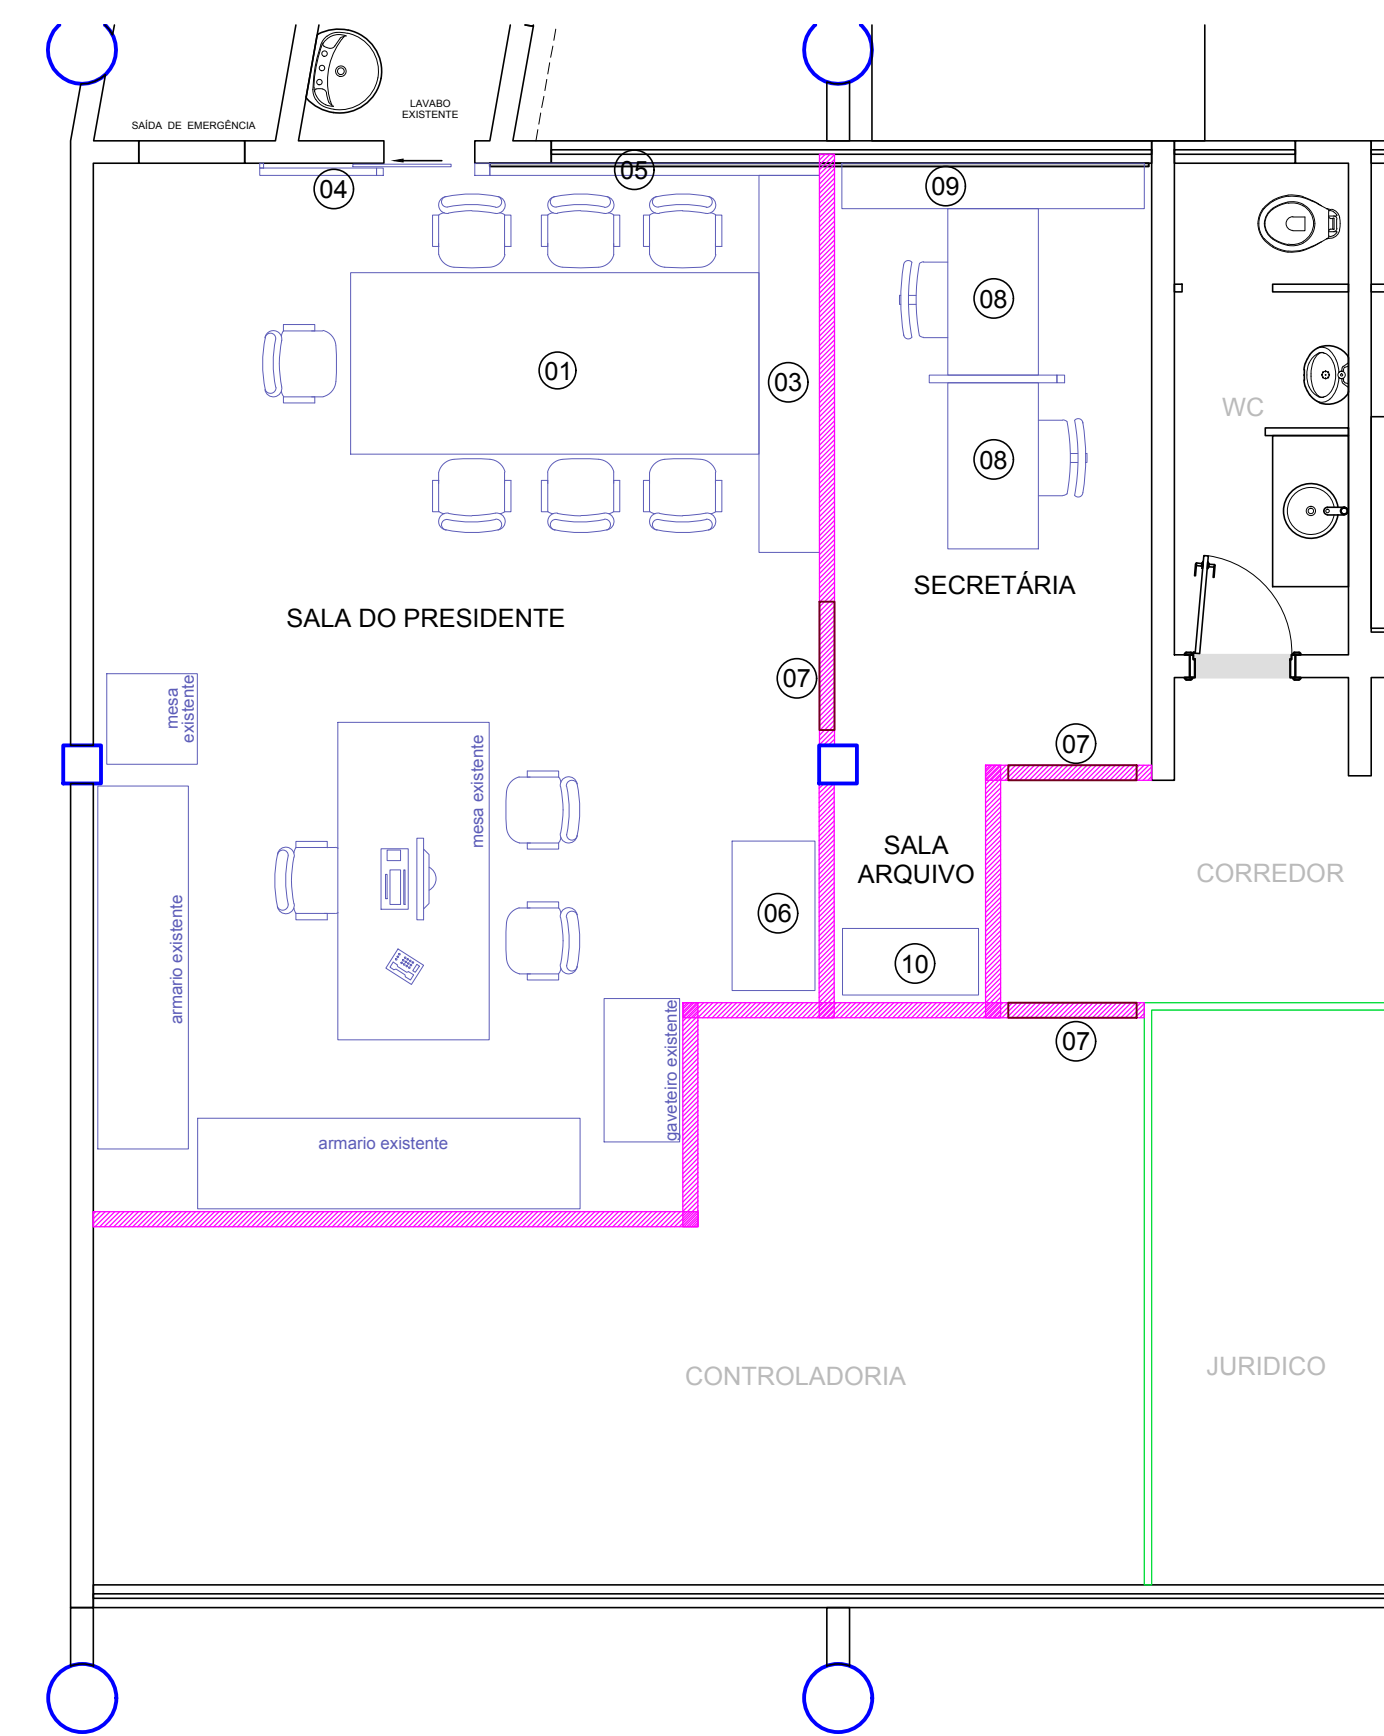 LAVABO
EXISTENTE
SAÍDA DE EMERGÊNCIA
04
05
09
08
01
03
WC
08
SECRETÁRIA
SALA DO PRESIDENTE
07
mesa
existente
07
mesa existente
SALA
ARQUIVO
CORREDOR
06
armario existente
10
07
gaveteiro existente
armario existente
CONTROLADORIA
JURIDICO